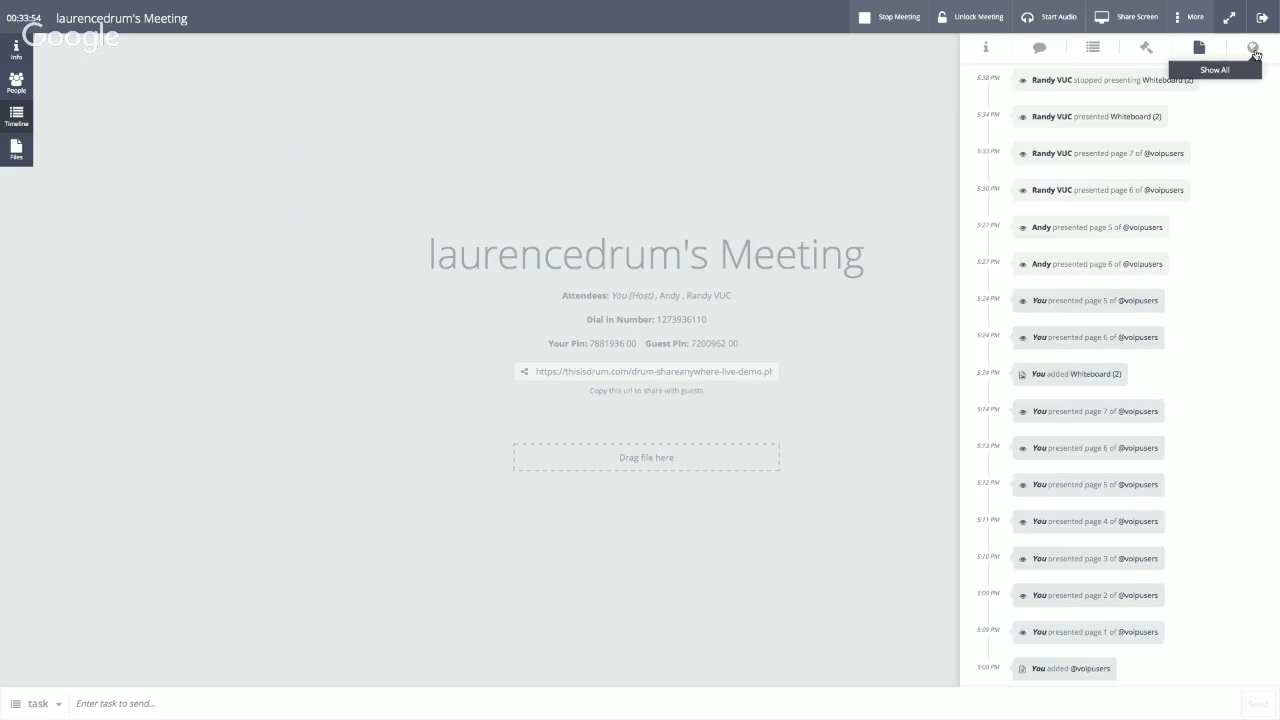 00:33:54
laurencedrum's Meeting
Stop Meeting
Unlock Meeting
Start Audio
Share Screen
More
Google
Info
People
Timeline
Files
Show All
5:38 PM Randy VUC stopped presenting Whiteboard (2)
5:34 PM Randy VUC presented Whiteboard (2)
5:33 PM Randy VUC presented page 7 of @voipusers
5:30 PM Randy VUC presented page 6 of @voipusers
5:27 PM Andy presented page 5 of @voipusers
5:27 PM Andy presented page 6 of @voipusers
5:24 PM You presented page 5 of @voipusers
5:24 PM You presented page 6 of @voipusers
5:24 PM You added Whiteboard (2)
5:14 PM You presented page 7 of @voipusers
5:13 PM You presented page 6 of @voipusers
5:12 PM You presented page 5 of @voipusers
5:11 PM You presented page 4 of @voipusers
5:10 PM You presented page 3 of @voipusers
5:09 PM You presented page 2 of @voipusers
5:09 PM You presented page 1 of @voipusers
5:08 PM You added @voipusers
laurencedrum's Meeting
Attendees: You (Host) , Andy , Randy VUC
Dial in Number: 1273936110
Your Pin: 7881936 00 Guest Pin: 7200962 00
https://thisisdrum.com/drum-shareanywhere-live-demo.ph
Copy this url to share with guests.
Drag file here
task
Enter task to send...
Send